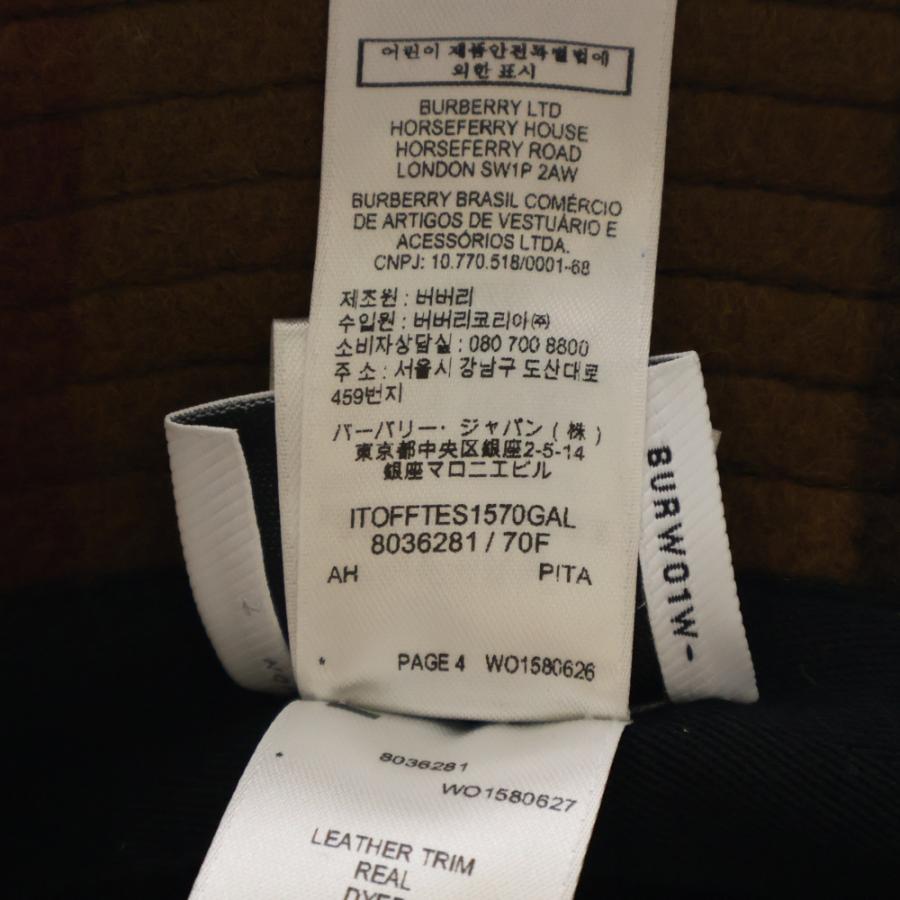 어린이 제품안전특별법에
의한 표시
BURBERRY LTD
HORSEFERRY HOUSE
HORSEFERRY ROAD
LONDON SW1P 2AW
BURBERRY BRASIL COMÉRCIO
DE ARTIGOS DE VESTUÁRIO E
ACESSÓRIOS LTDA.
CNPJ: 10.770.518/0001-68
제조원 : 버버리
수입원 : 버버리코리아㈜
소비자상담실 : 080 700 8800
주 소 : 서울시 강남구 도산대로
459번지
バーバリー・ジャパン(株)
東京都中央区銀座2-5-14
銀座マロニエビル
ITOFFTES1570GAL
8036281 / 70F
AH PITA
* PAGE 4 WO1580626
BURW01W-
* 8036281
WO1580627
LEATHER TRIM
REAL